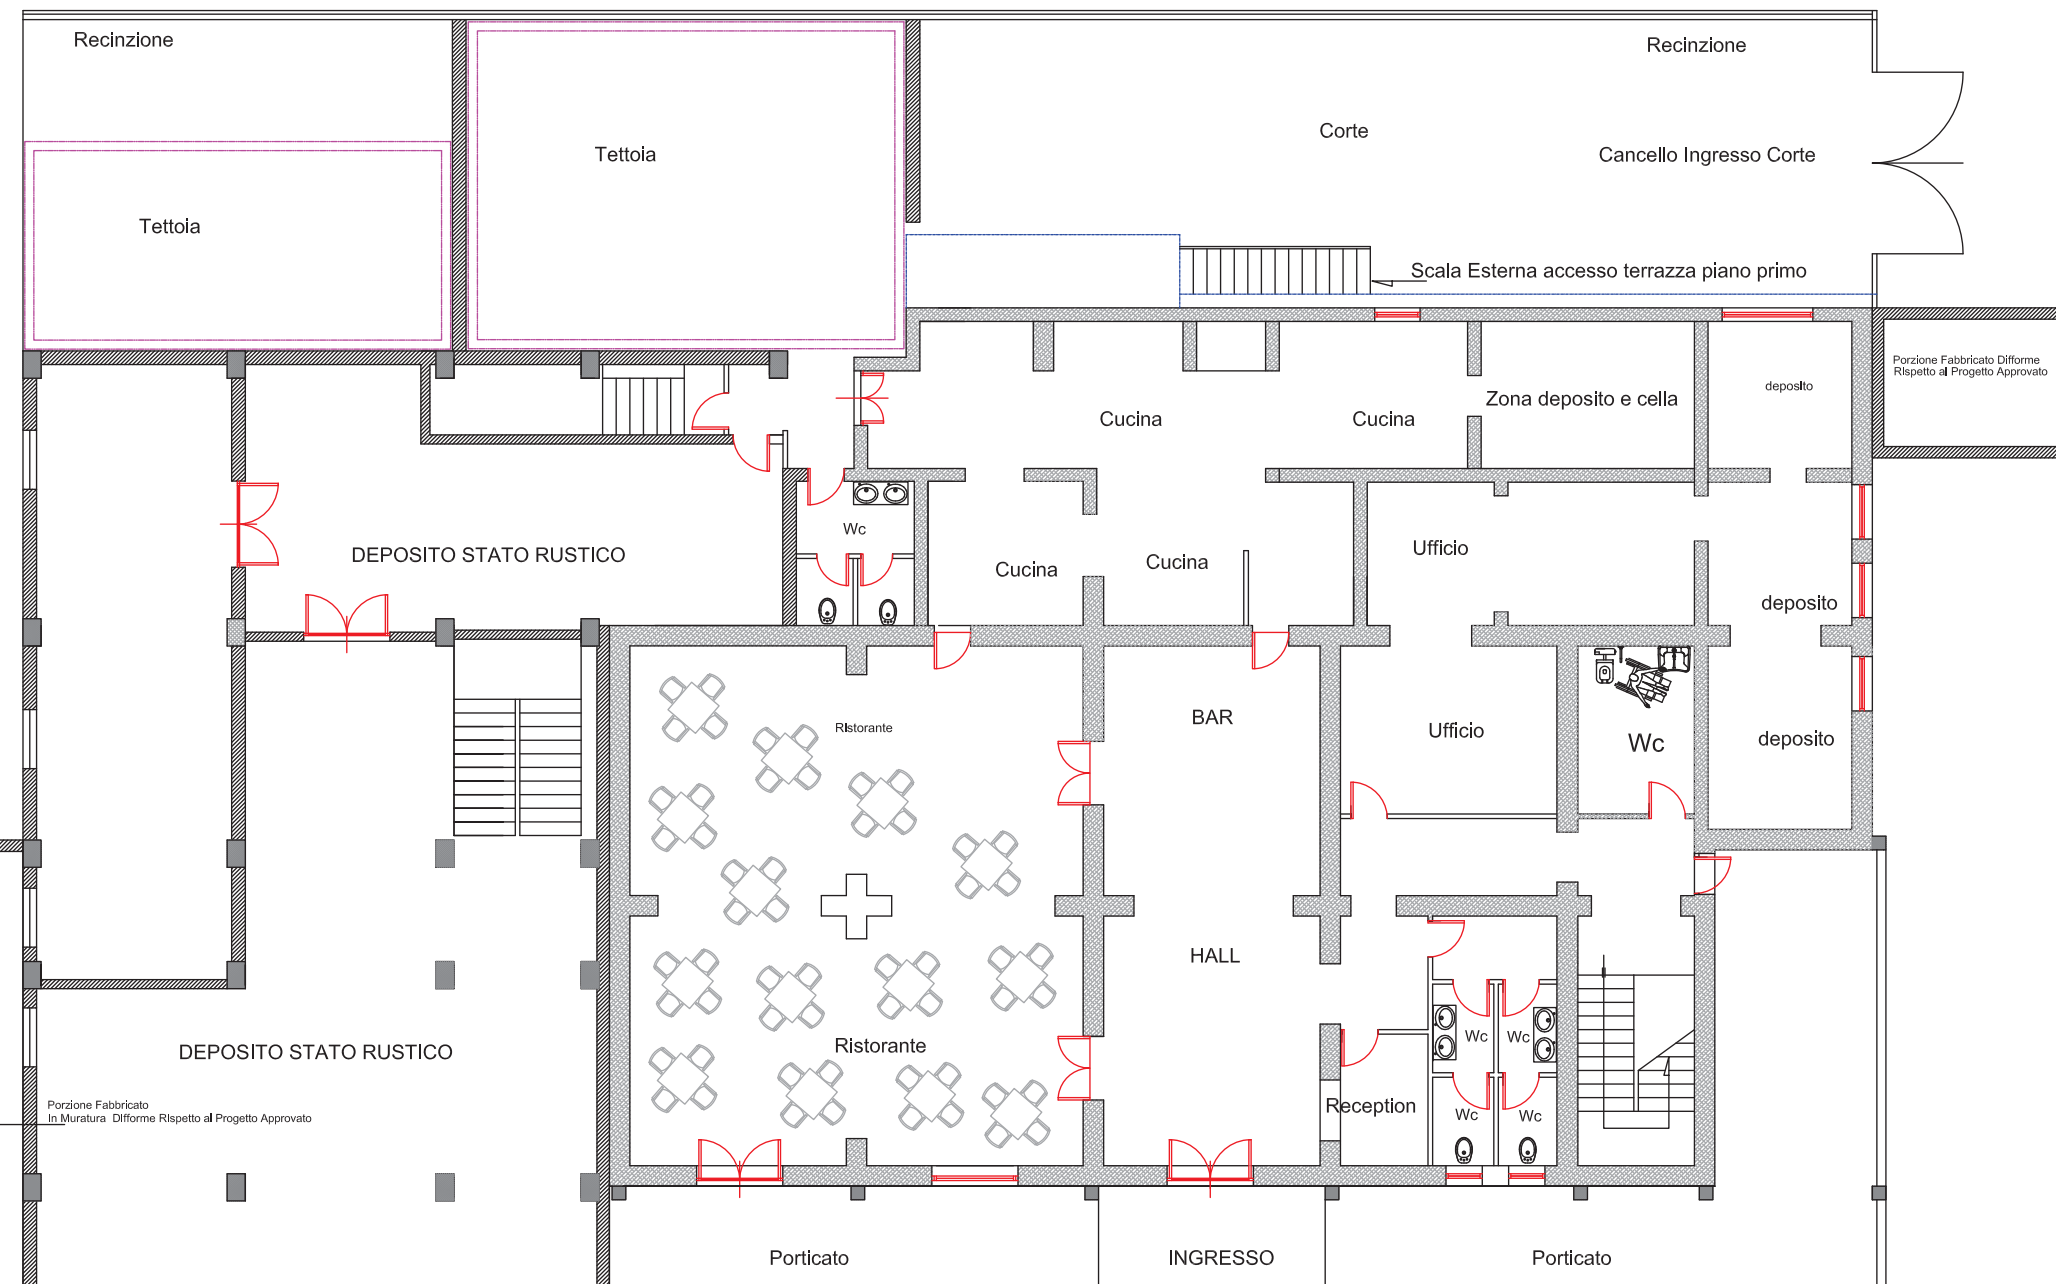 Recinzione
Recinzione
Corte
Tettoia
Cancello Ingresso Corte
Tettoia
Scala Esterna accesso terrazza piano primo
Porzione Fabbricato Difforme
Rispetto al Progetto Approvato
deposito
Zona deposito e cella
Cucina
Cucina
Wc
DEPOSITO STATO RUSTICO
Ufficio
Cucina
Cucina
deposito
BAR
Ristorante
Ufficio
Wc
deposito
HALL
Wc
Wc
Ristorante
DEPOSITO STATO RUSTICO
Porzione Fabbricato
In Muratura Difforme Rispetto al Progetto Approvato
Reception
Wc
Wc
Porticato
INGRESSO
Porticato